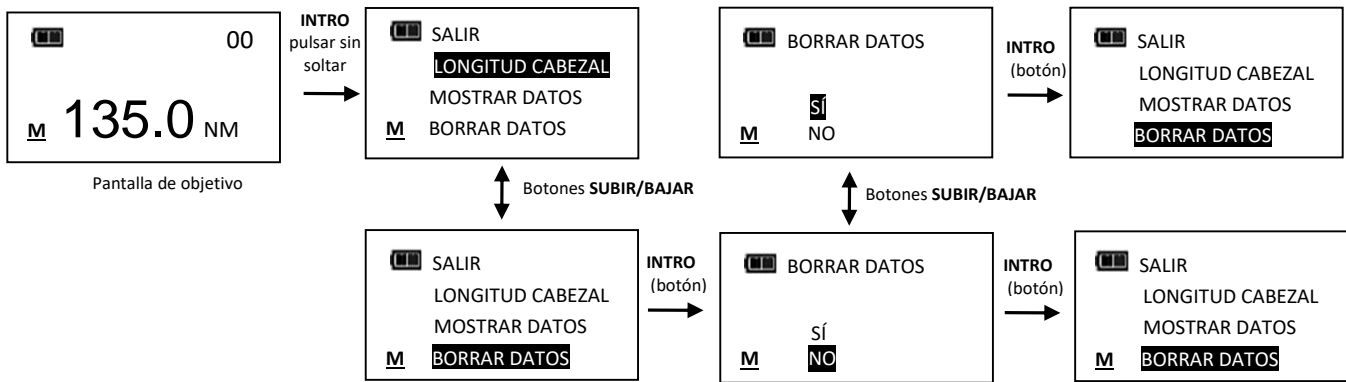 00
M 135.0 NM
Pantalla de objetivo
INTRO
pulsar sin
soltar
SALIR
LONGITUD CABEZAL
MOSTRAR DATOS
M BORRAR DATOS
Botones SUBIR/BAJAR
SALIR
LONGITUD CABEZAL
MOSTRAR DATOS
M BORRAR DATOS
INTRO
(botón)
BORRAR DATOS
SÍ
M NO
Botones SUBIR/BAJAR
BORRAR DATOS
SÍ
M NO
INTRO
(botón)
SALIR
LONGITUD CABEZAL
MOSTRAR DATOS
BORRAR DATOS
INTRO
(botón)
SALIR
LONGITUD CABEZAL
MOSTRAR DATOS
M BORRAR DATOS